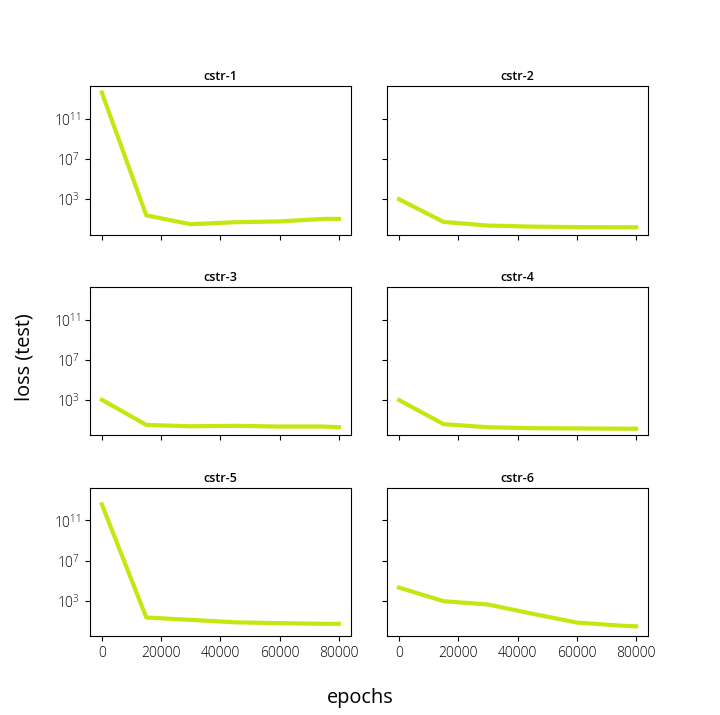 cstr-1
cstr-2
10^11
10^7
10^3
cstr-3
cstr-4
10^11
10^7
10^3
loss (test)
cstr-5
cstr-6
10^11
10^7
10^3
0 20000 40000 60000 80000
0 20000 40000 60000 80000
epochs